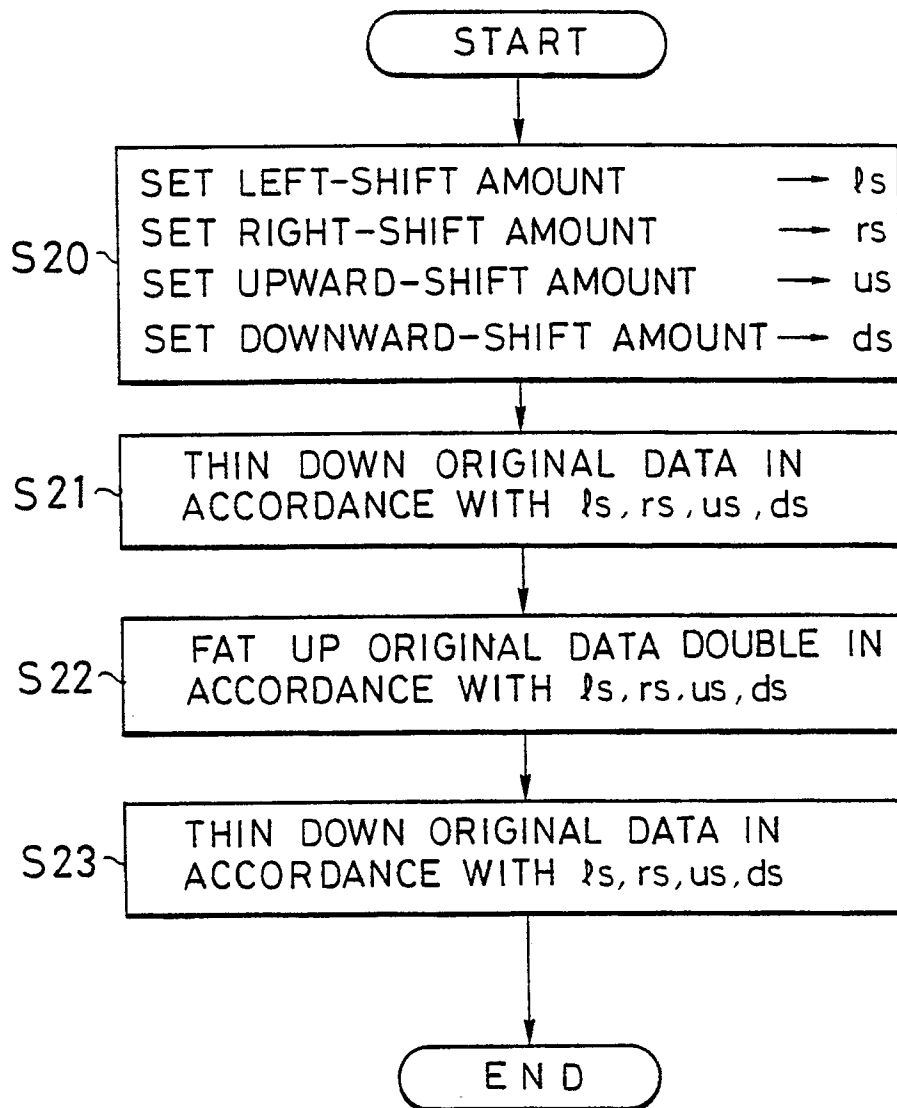 START
S20
SET LEFT-SHIFT AMOUNT → ℓs
SET RIGHT-SHIFT AMOUNT → rs
SET UPWARD-SHIFT AMOUNT → us
SET DOWNWARD-SHIFT AMOUNT → ds
S21
THIN DOWN ORIGINAL DATA IN
ACCORDANCE WITH ℓs, rs, us, ds
S22
FAT UP ORIGINAL DATA DOUBLE IN
ACCORDANCE WITH ℓs, rs, us, ds
S23
THIN DOWN ORIGINAL DATA IN
ACCORDANCE WITH ℓs, rs, us, ds
END